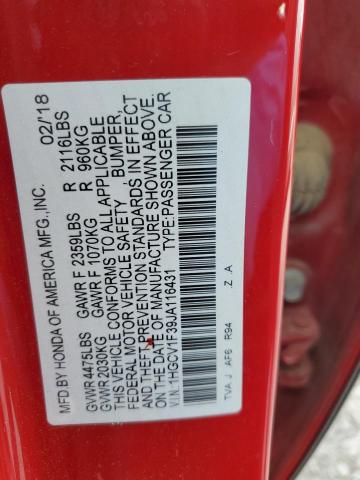 MFD BY HONDA OF AMERICA MFG., INC. 02/'18
GVWR 4475LBS GAWR F 2359LBS R 2116LBS
GVWR 2030KG GAWR F 1070KG R 960KG
THIS VEHICLE CONFORMS TO ALL APPLICABLE
FEDERAL MOTOR VEHICLE SAFETY BUMPER,
AND THEFT PREVENTION STANDARDS IN EFFECT
ON THE DATE OF MANUFACTURE SHOWN ABOVE.
V.I.N.:1HGCV1F39JA116431 TYPE:PASSENGER CAR
TVA J AF6 R94 Z A